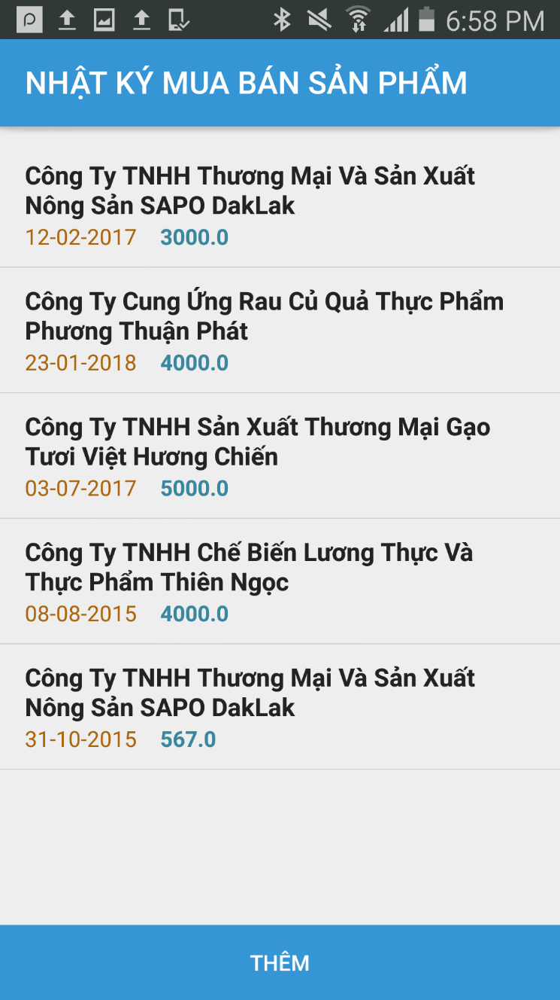 6:58 PM
NHẬT KÝ MUA BÁN SẢN PHẨM
Công Ty TNHH Thương Mại Và Sản Xuất
Nông Sản SAPO DakLak
12-02-2017 3000.0
Công Ty Cung Ứng Rau Củ Quả Thực Phẩm
Phương Thuận Phát
23-01-2018 4000.0
Công Ty TNHH Sản Xuất Thương Mại Gạo
Tươi Việt Hương Chiến
03-07-2017 5000.0
Công Ty TNHH Chế Biến Lương Thực Và
Thực Phẩm Thiên Ngọc
08-08-2015 4000.0
Công Ty TNHH Thương Mại Và Sản Xuất
Nông Sản SAPO DakLak
31-10-2015 567.0
THÊM